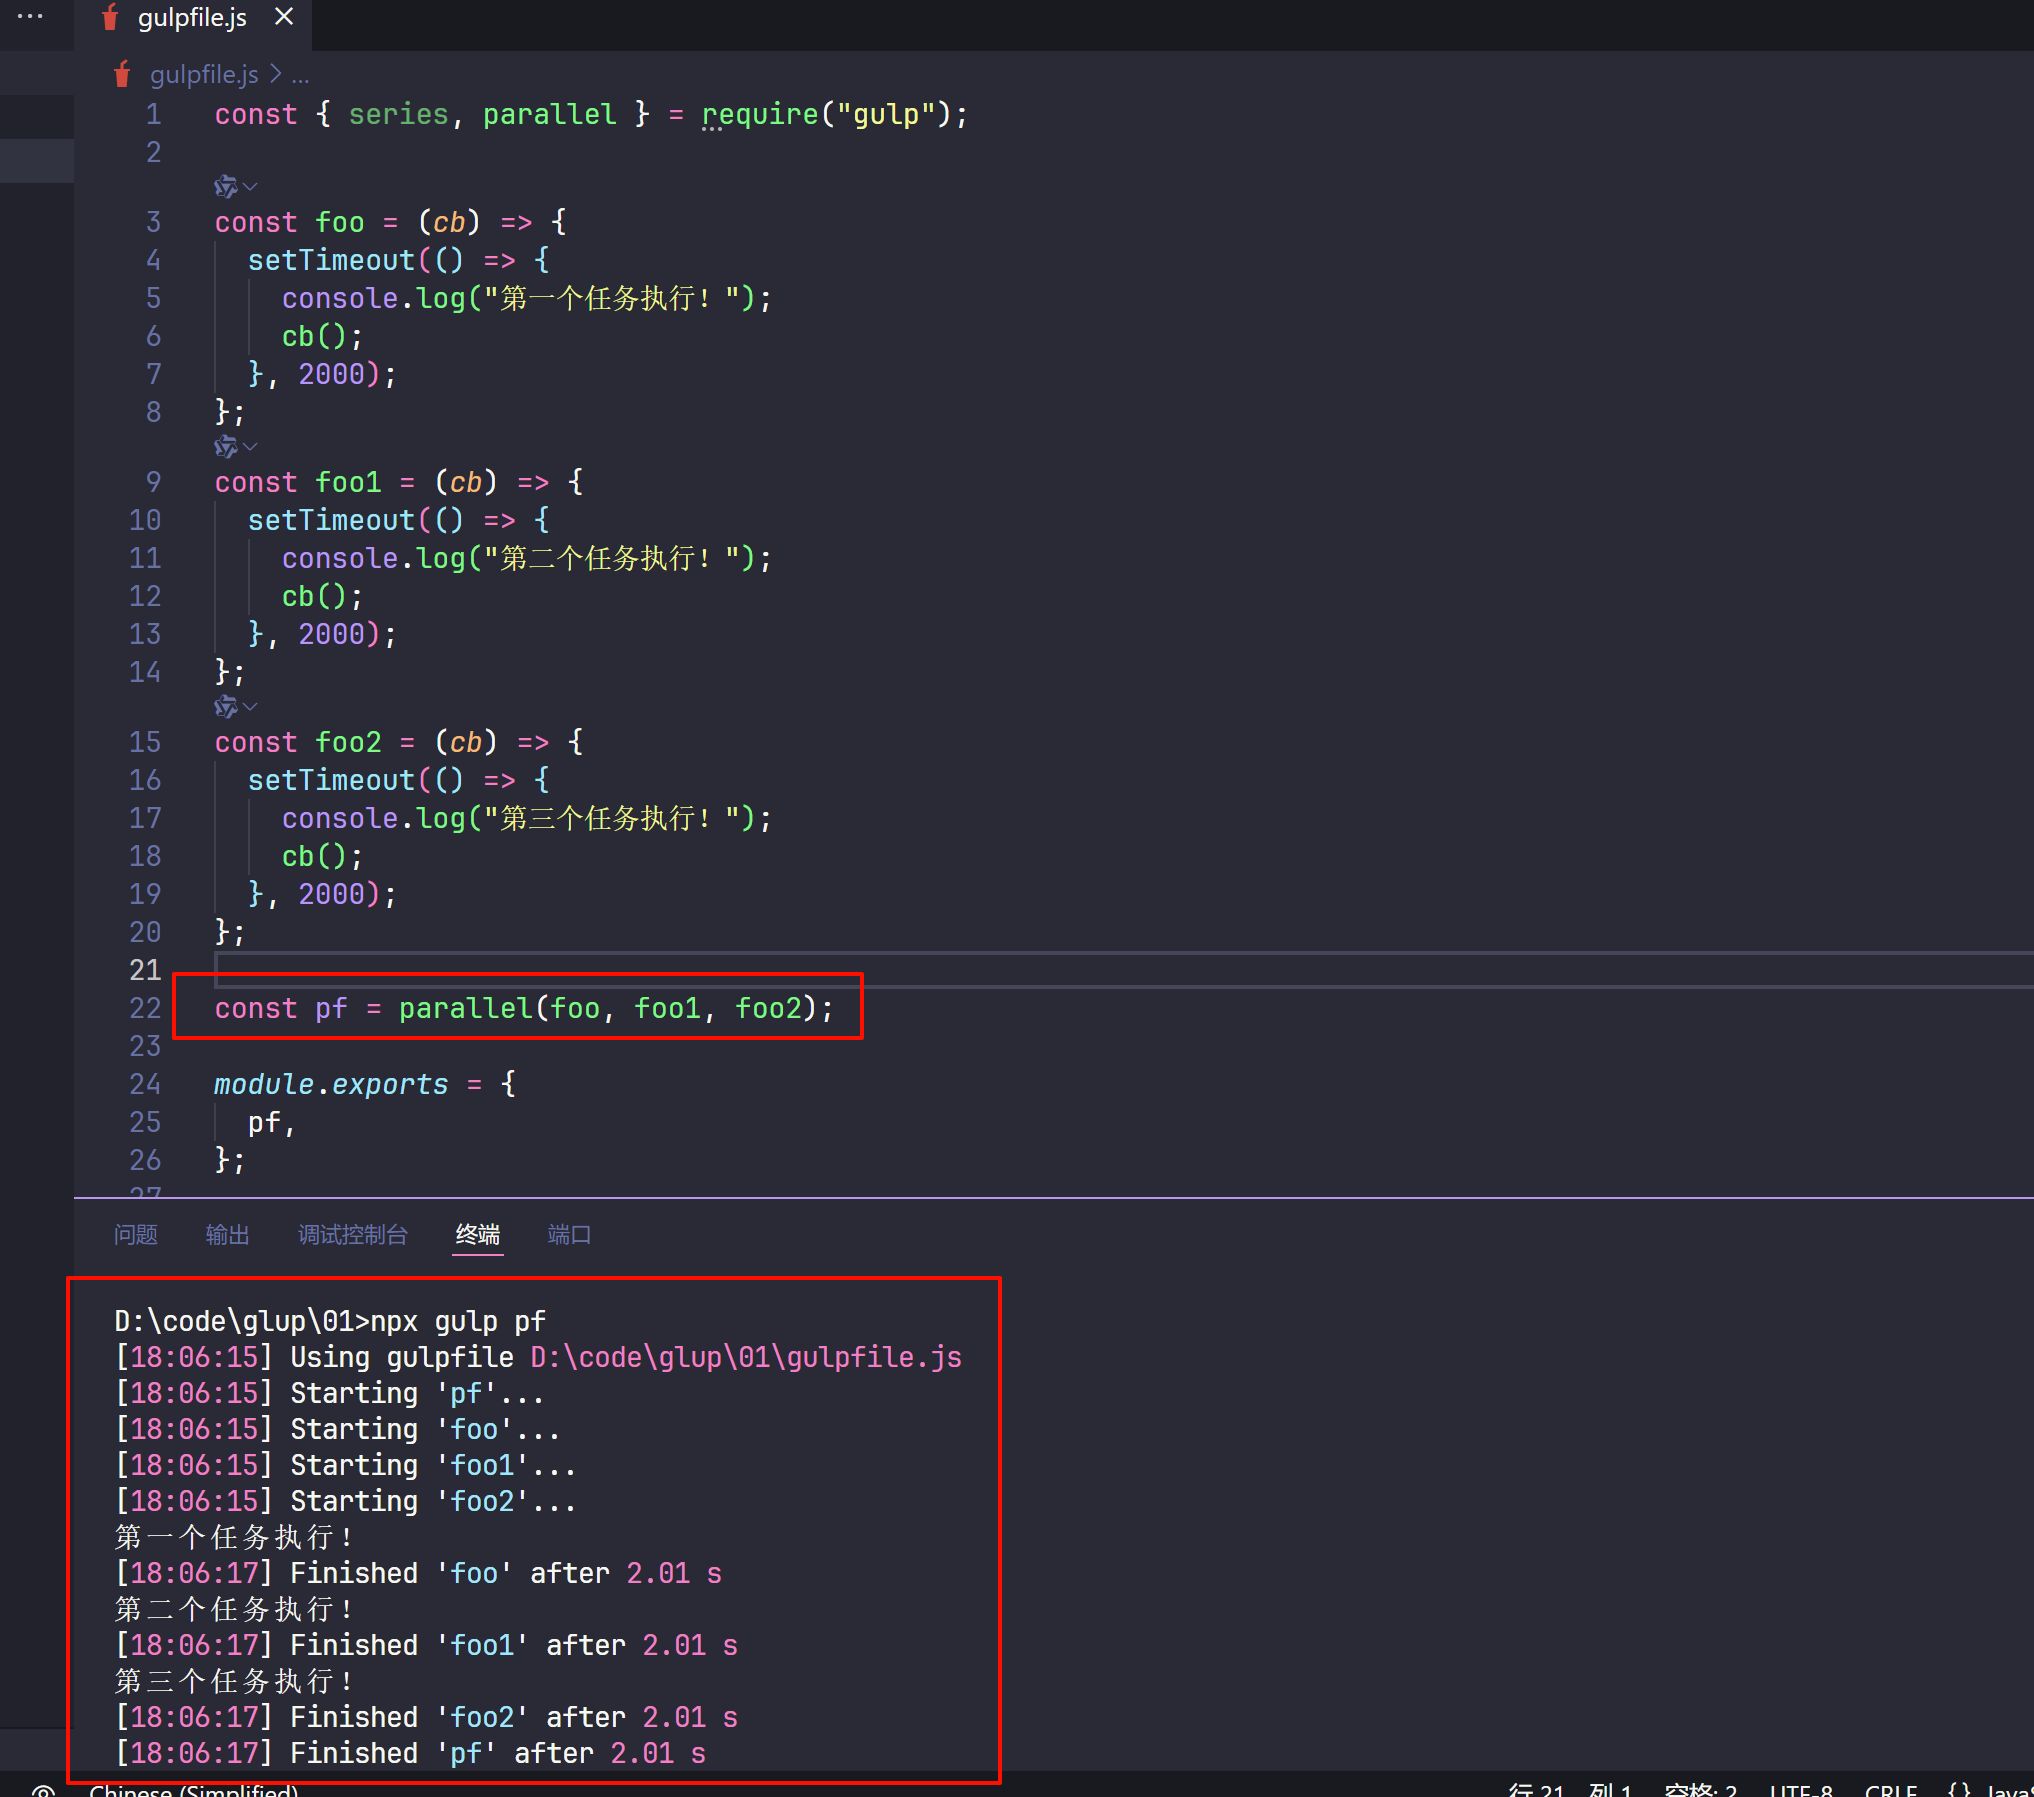 gulpfile.js
gulpfile.js > ...
1 const { series, parallel } = require("gulp");
2
3 const foo = (cb) => {
4 setTimeout(() => {
5 console.log("第一个任务执行！");
6 cb();
7 }, 2000);
8 };
9 const foo1 = (cb) => {
10 setTimeout(() => {
11 console.log("第二个任务执行！");
12 cb();
13 }, 2000);
14 };
15 const foo2 = (cb) => {
16 setTimeout(() => {
17 console.log("第三个任务执行！");
18 cb();
19 }, 2000);
20 };
21
22 const pf = parallel(foo, foo1, foo2);
23
24 module.exports = {
25 pf,
26 };
27
问题 输出 调试控制台 终端 端口
D:\code\glup\01>npx gulp pf
[18:06:15] Using gulpfile D:\code\glup\01\gulpfile.js
[18:06:15] Starting 'pf'...
[18:06:15] Starting 'foo'...
[18:06:15] Starting 'foo1'...
[18:06:15] Starting 'foo2'...
第一个任务执行！
[18:06:17] Finished 'foo' after 2.01 s
第二个任务执行！
[18:06:17] Finished 'foo1' after 2.01 s
第三个任务执行！
[18:06:17] Finished 'foo2' after 2.01 s
[18:06:17] Finished 'pf' after 2.01 s
Chinese (Simplified) 行 21 列 1 空格: 2 UTF-8 CRLF {} Java